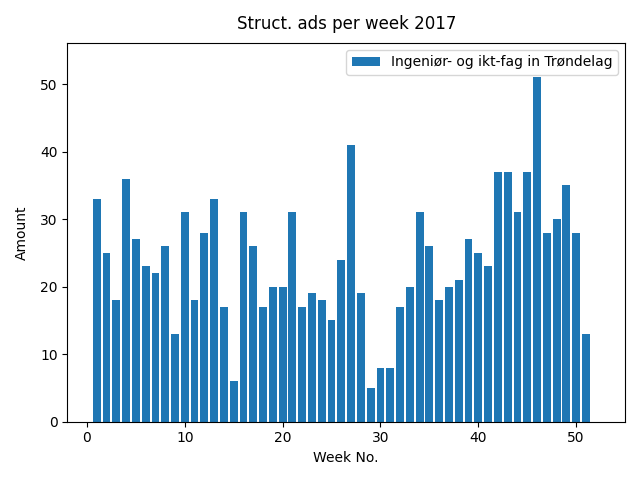 Struct. ads per week 2017
Ingeniør- og ikt-fag in Trøndelag
Amount
50
40
30
20
10
0
0 10 20 30 40 50
Week No.